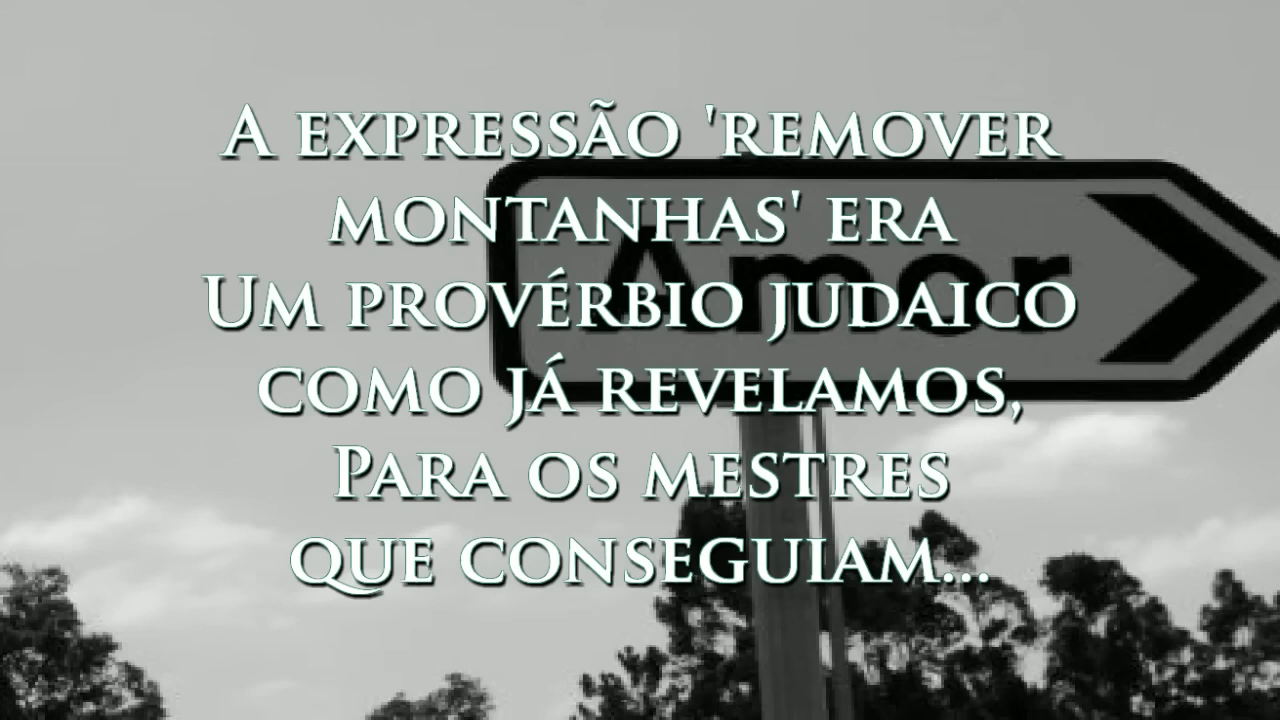 A EXPRESSÃO 'REMOVER
MONTANHAS' ERA
UM PROVÉRBIO JUDAICO
COMO JÁ REVELAMOS,
PARA OS MESTRES
QUE CONSEGUIAM...
Amor